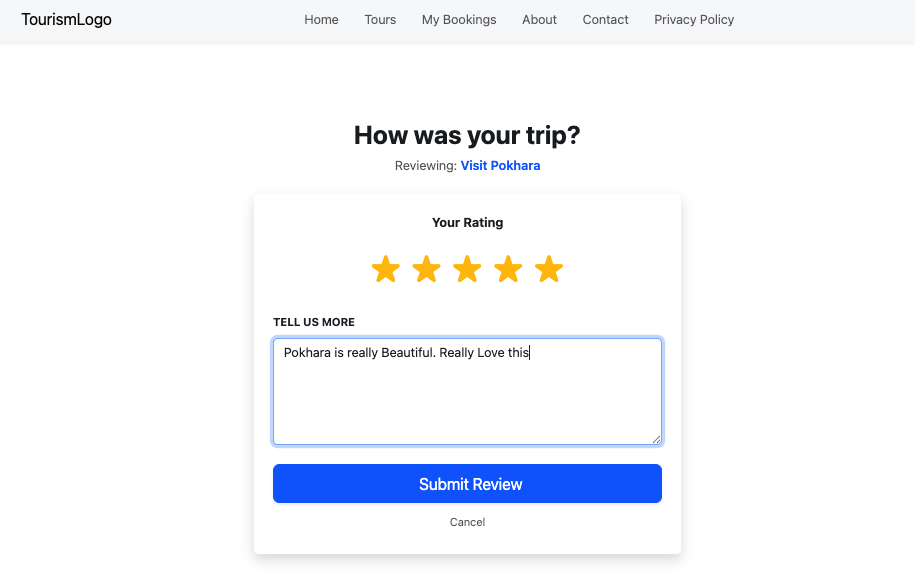 TourismLogo Home Tours My Bookings About Contact Privacy Policy
How was your trip?
Reviewing: Visit Pokhara
Your Rating
TELL US MORE
Pokhara is really Beautiful. Really Love this
Submit Review
Cancel